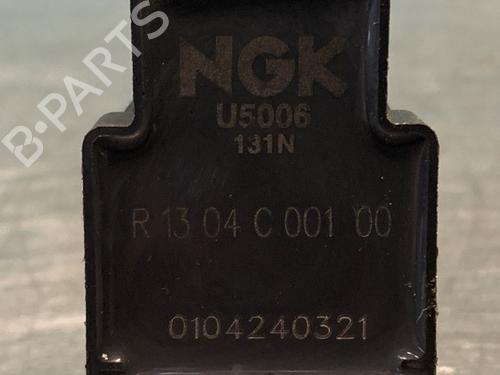 NGK
U5006
131N
R 13 04 C 001 00
0104240321
B-PARTS